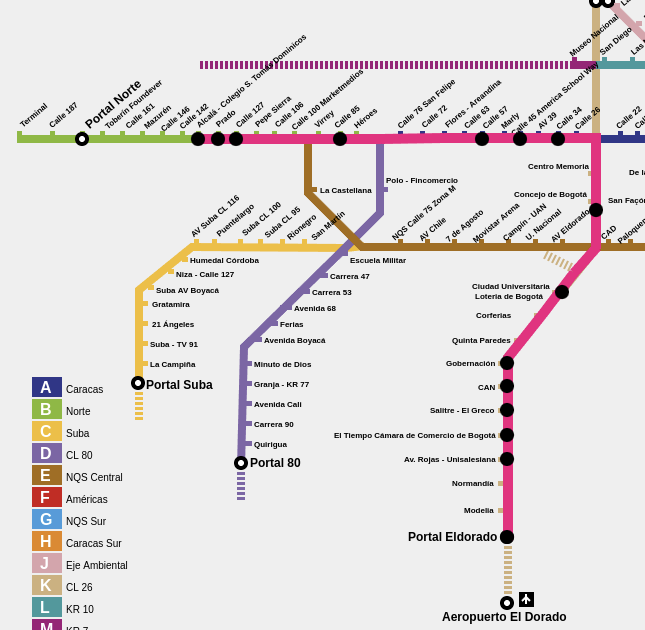 Museo Nacional
San Diego
Las
La
Terminal
Calle 187
Portal Norte
Toberín Foundever
Calle 161
Mazurén
Calle 146
Calle 142
Alcalá - Colegio S. Tomás Dominicos
Prado
Calle 127
Pepe Sierra
Calle 106
Calle 100 Marketmedios
Virrey
Calle 85
Héroes
Calle 76 San Felipe
Calle 72
Flores - Areandina
Calle 63
Calle 57
Marly
Calle 45 America School Way
AV 39
Calle 34
Calle 26
Calle 22
Centro Memoria
De la
La Castellana
Polo - Fincomercio
Concejo de Bogotá
San Façón
AV Suba CL 116
Puentelargo
Suba CL 100
Suba CL 95
Rionegro
San Martín
NQS Calle 75 Zona M
AV Chile
7 de Agosto
Movistar Arena
Campín - UAN
U. Nacional
AV Eldorado
CAD
Paloquem
Humedal Córdoba
Niza - Calle 127
Suba AV Boyacá
Gratamira
21 Ángeles
Suba - TV 91
La Campiña
Portal Suba
Escuela Militar
Carrera 47
Carrera 53
Avenida 68
Ferias
Avenida Boyacá
Minuto de Dios
Granja - KR 77
Avenida Cali
Carrera 90
Quirigua
Portal 80
Ciudad Universitaria
Loteria de Bogotá
Corferias
Quinta Paredes
Gobernación
CAN
Salitre - El Greco
El Tiempo Cámara de Comercio de Bogotá
Av. Rojas - Unisalesiana
Normandía
Modelia
Portal Eldorado
Aeropuerto El Dorado
A Caracas
B Norte
C Suba
D CL 80
E NQS Central
F Américas
G NQS Sur
H Caracas Sur
J Eje Ambiental
K CL 26
L KR 10
M KR 7